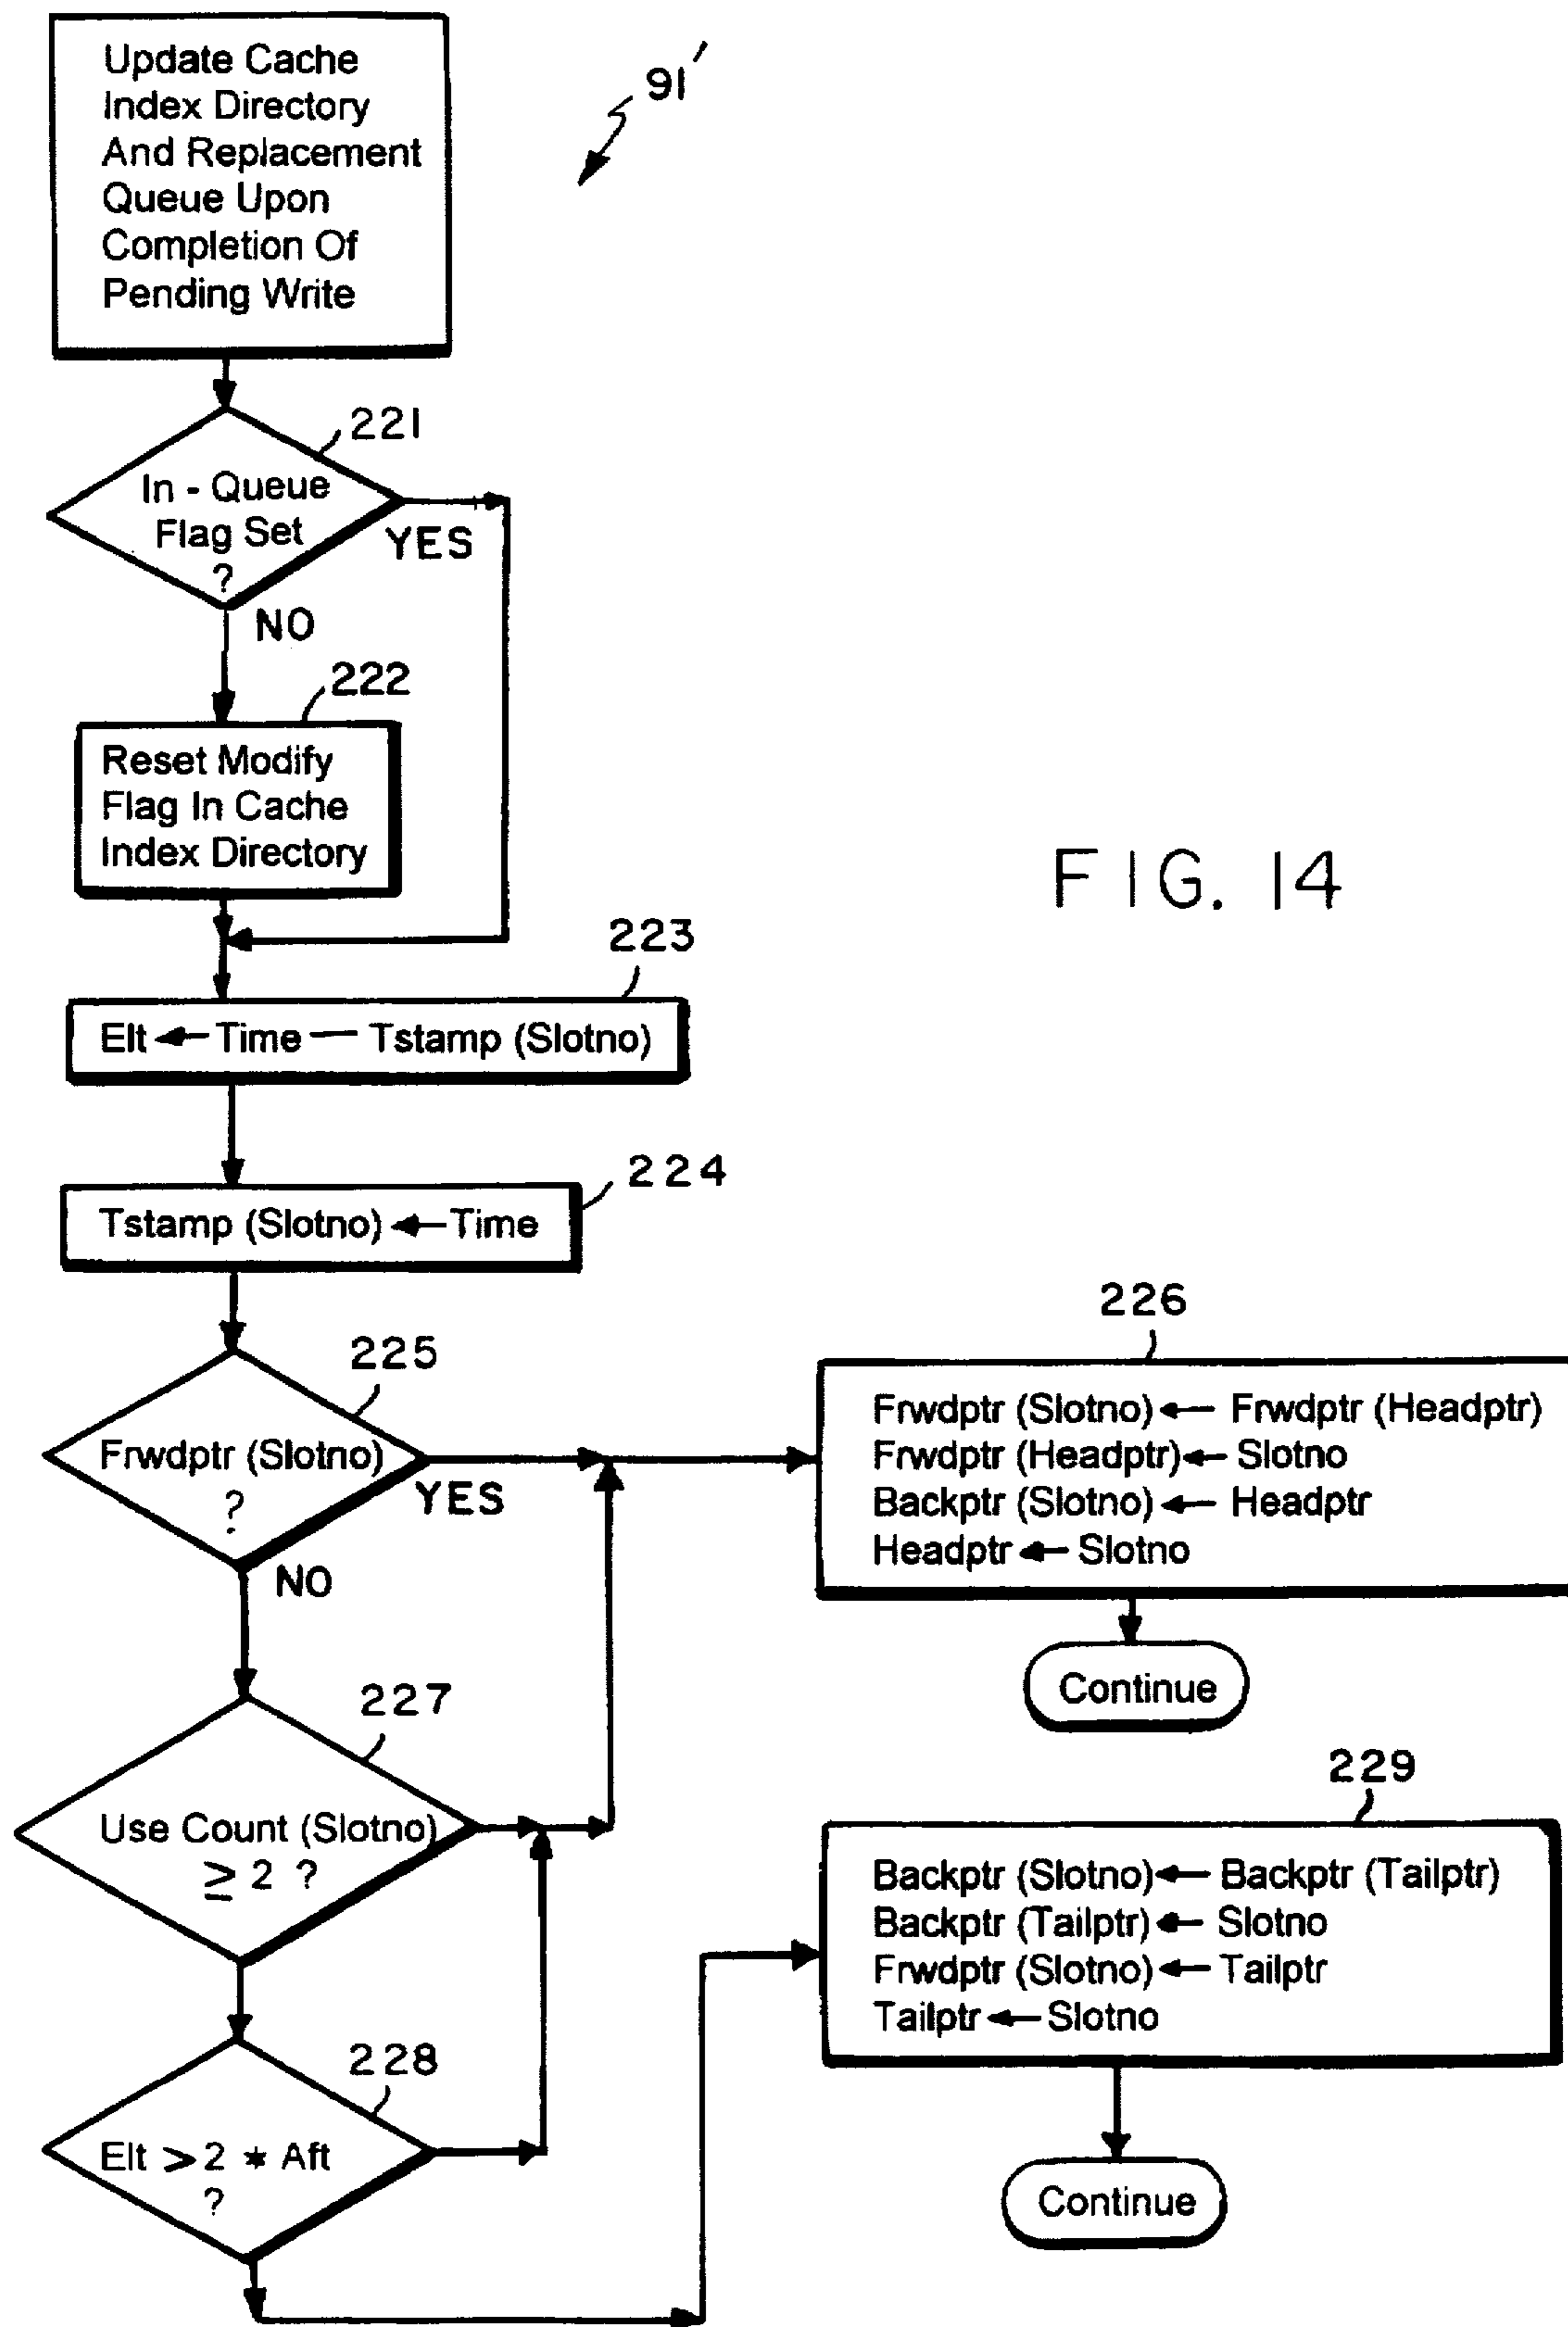 Update Cache
Index Directory
And Replacement
Queue Upon
Completion Of
Pending Write
91'
221
In - Queue
Flag Set
?
YES
NO
222
Reset Modify
Flag In Cache
Index Directory
FIG. 14
223
Elt ← Time — Tstamp (Slotno)
224
Tstamp (Slotno) ← Time
225
Frwdptr (Slotno)
?
YES
NO
226
Frwdptr (Slotno) ← Frwdptr (Headptr)
Frwdptr (Headptr) ← Slotno
Backptr (Slotno) ← Headptr
Headptr ← Slotno
Continue
227
Use Count (Slotno)
≥ 2 ?
228
Elt > 2 * Aft
?
229
Backptr (Slotno) ← Backptr (Tailptr)
Backptr (Tailptr) ← Slotno
Frwdptr (Slotno) ← Tailptr
Tailptr ← Slotno
Continue